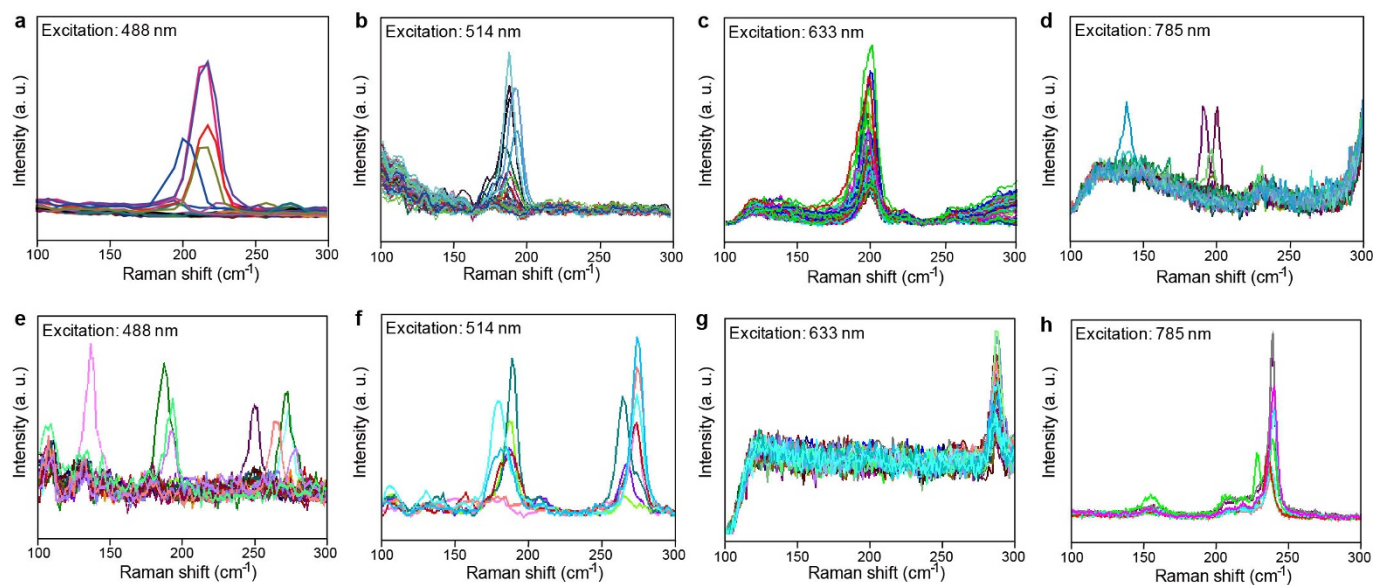 a
Excitation: 488 nm
Intensity (a. u.)
100 150 200 250 300
Raman shift (cm⁻¹)
b
Excitation: 514 nm
Intensity (a. u.)
100 150 200 250 300
Raman shift (cm⁻¹)
c
Excitation: 633 nm
Intensity (a. u.)
100 150 200 250 300
Raman shift (cm⁻¹)
d
Excitation: 785 nm
Intensity (a. u.)
100 150 200 250 300
Raman shift (cm⁻¹)
e
Excitation: 488 nm
Intensity (a. u.)
100 150 200 250 300
Raman shift (cm⁻¹)
f
Excitation: 514 nm
Intensity (a. u.)
100 150 200 250 300
Raman shift (cm⁻¹)
g
Excitation: 633 nm
Intensity (a. u.)
100 150 200 250 300
Raman shift (cm⁻¹)
h
Excitation: 785 nm
Intensity (a. u.)
100 150 200 250 300
Raman shift (cm⁻¹)